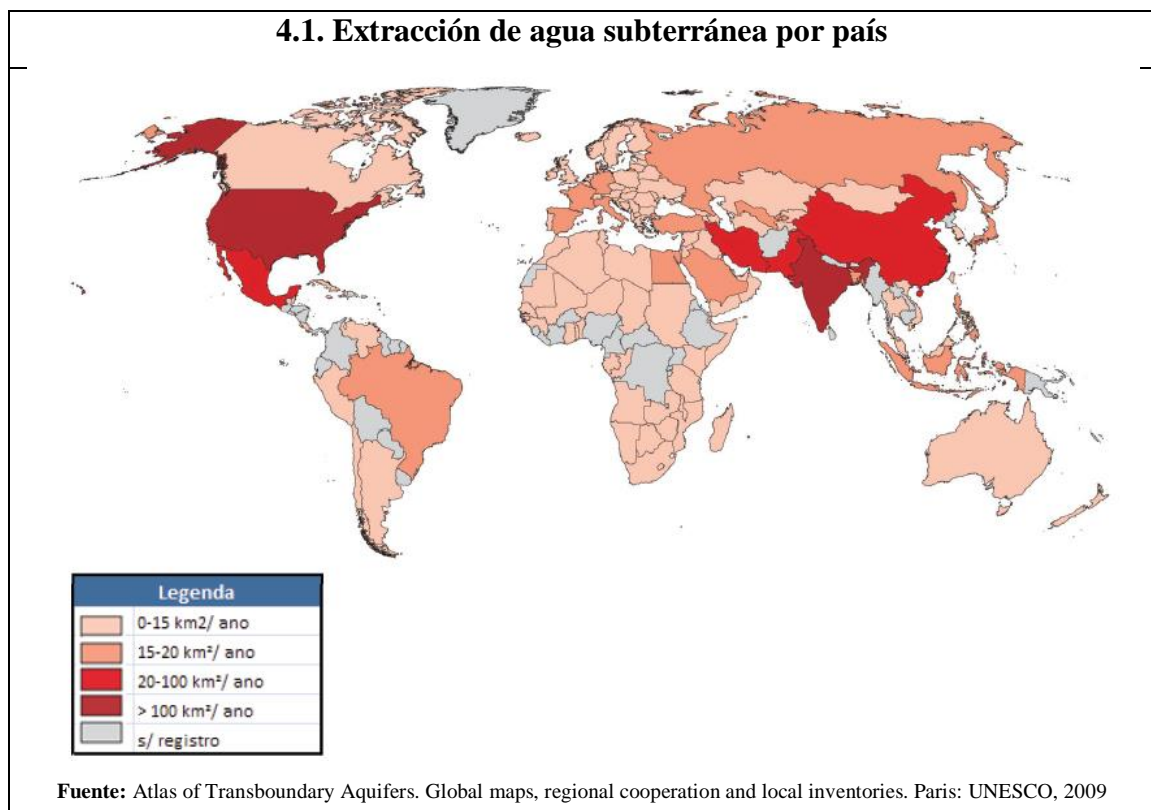 4.1. Extracción de agua subterránea por país
Legenda
0-15 km2/ ano
15-20 km²/ ano
20-100 km²/ ano
> 100 km²/ ano
s/ registro
Fuente: Atlas of Transboundary Aquifers. Global maps, regional cooperation and local inventories. Paris: UNESCO, 2009